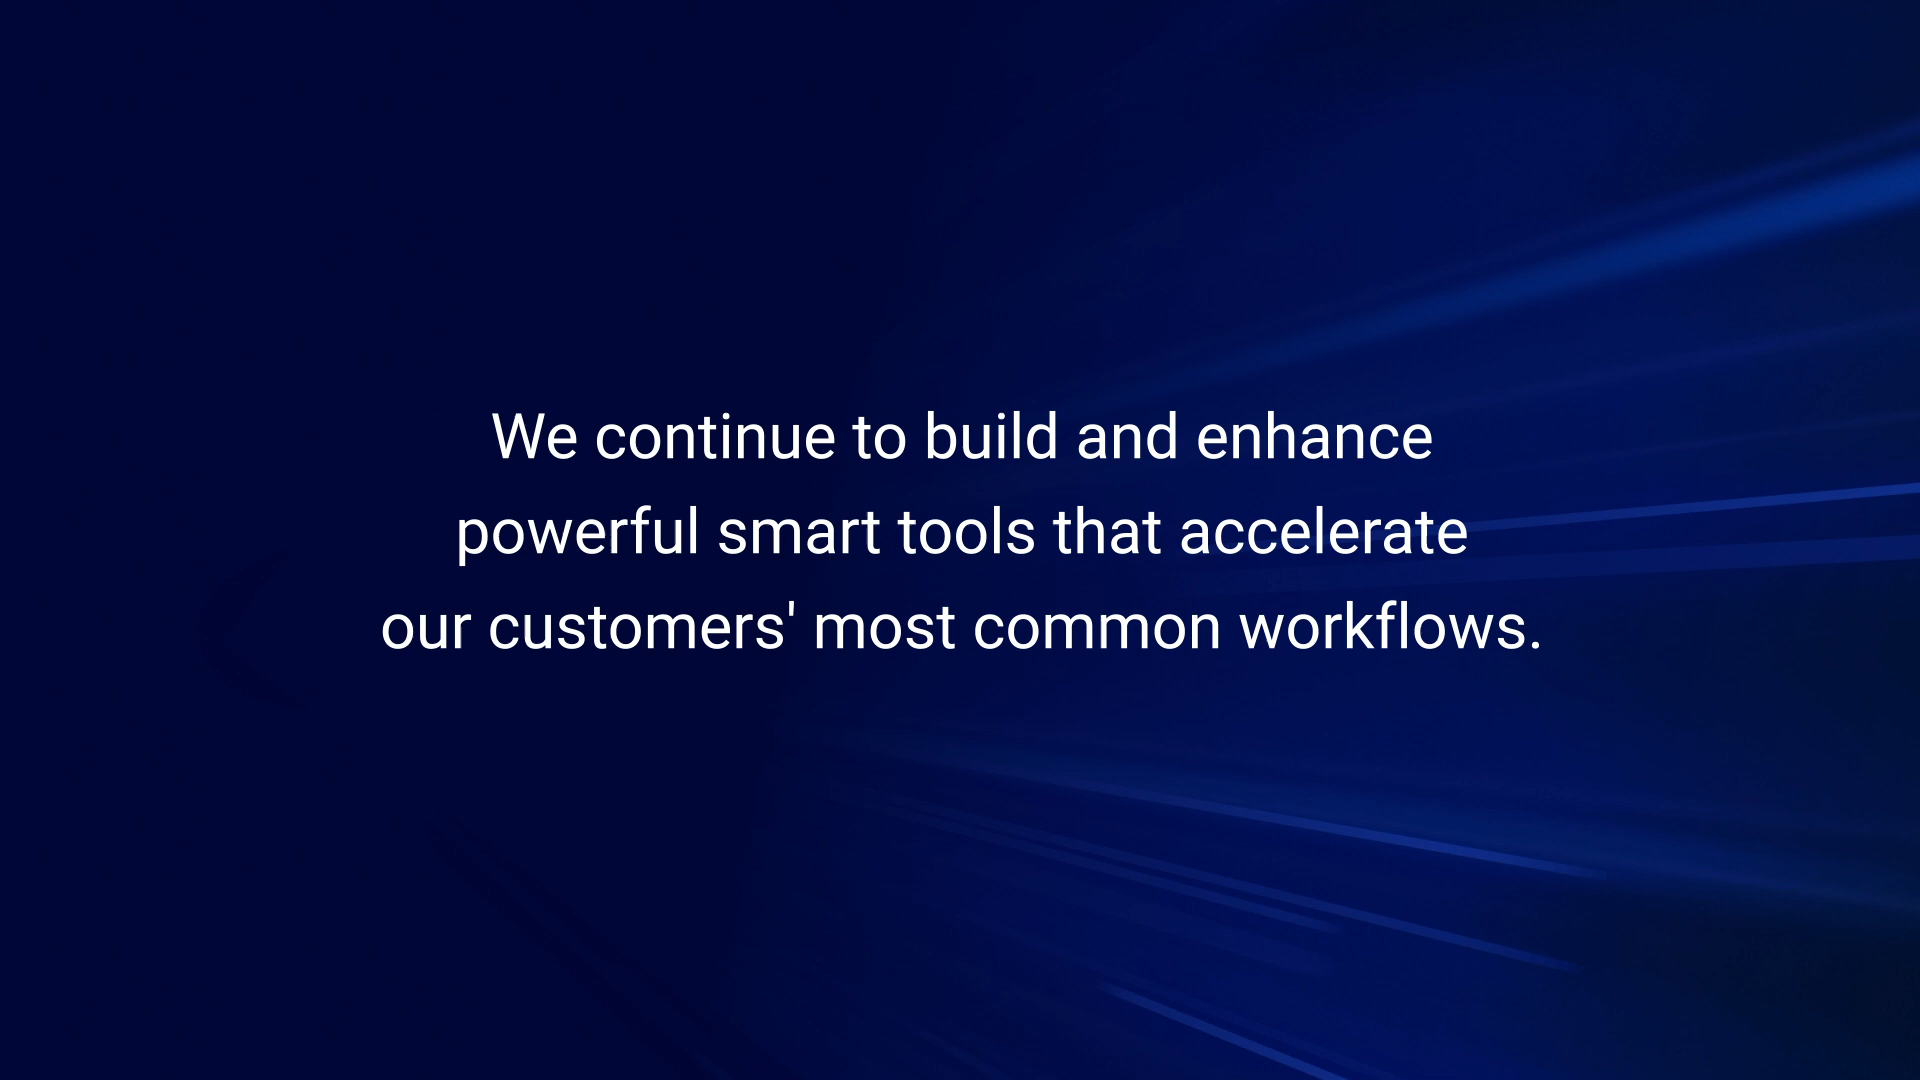 We continue to build and enhance
powerful smart tools that accelerate
our customers' most common workflows.